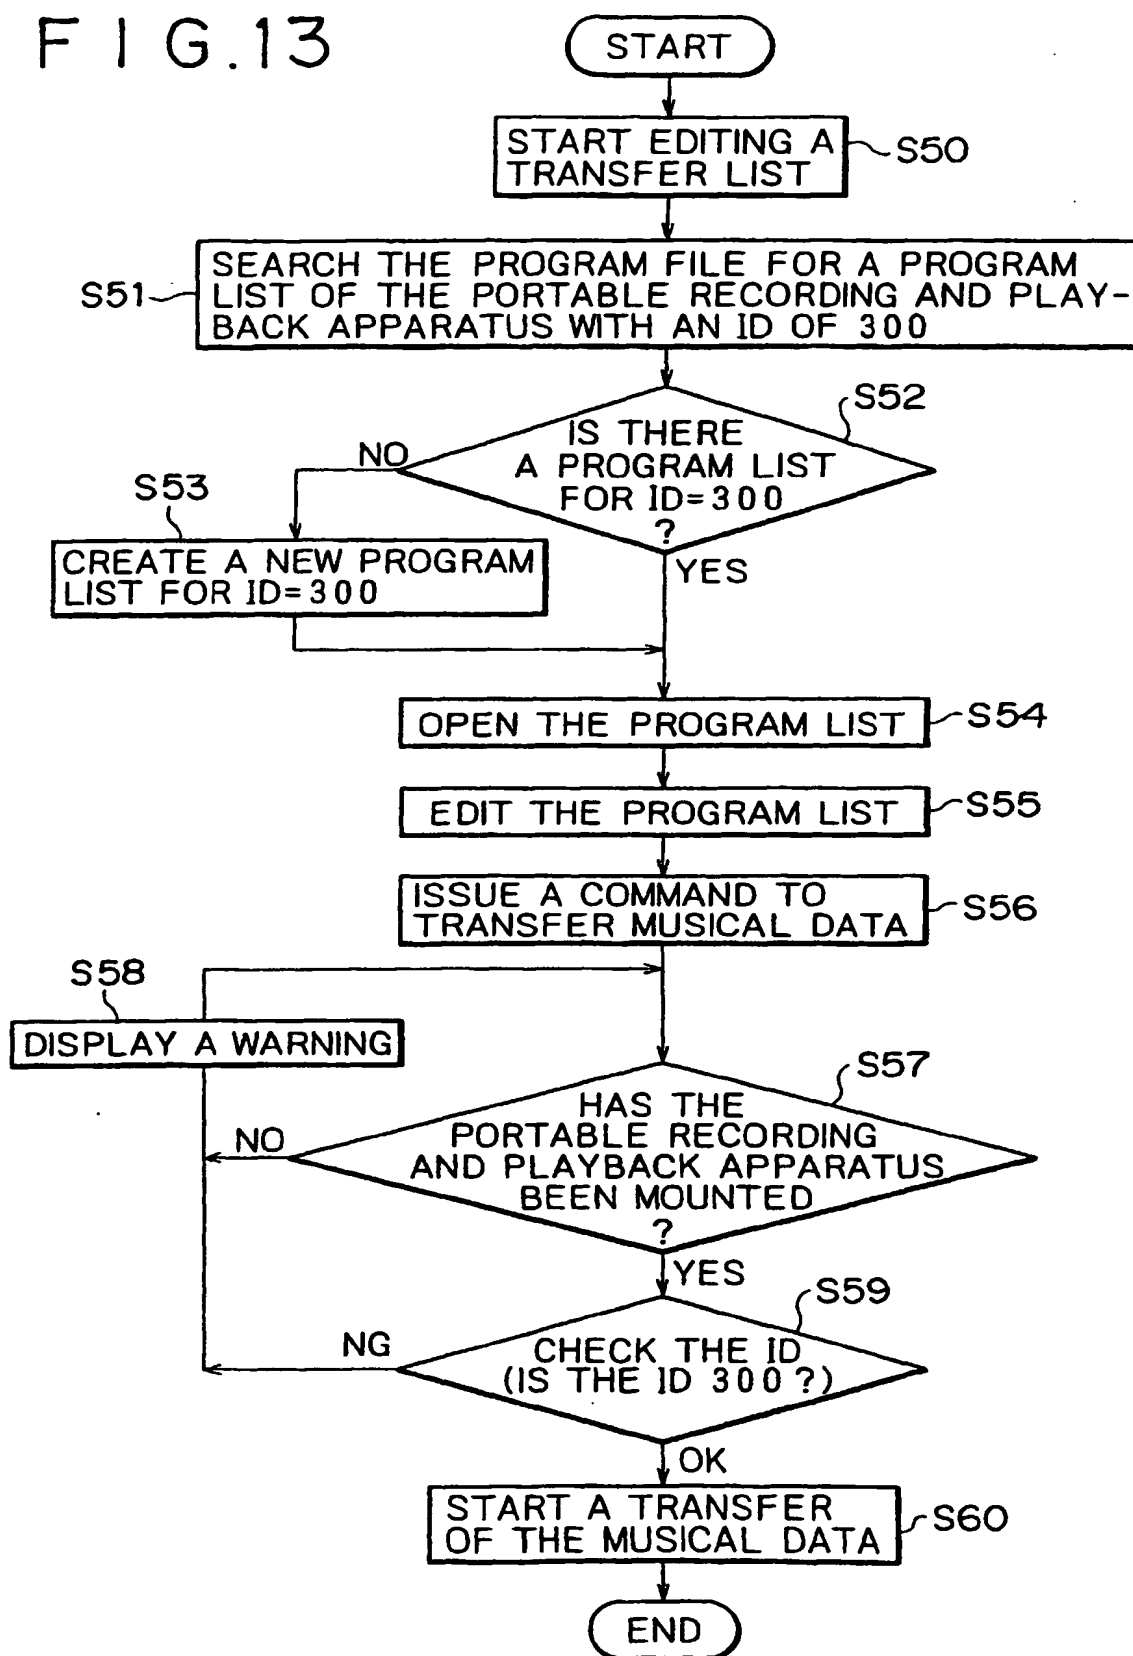 FIG.13
START
START EDITING A
TRANSFER LIST
S50
SEARCH THE PROGRAM FILE FOR A PROGRAM
LIST OF THE PORTABLE RECORDING AND PLAY-
BACK APPARATUS WITH AN ID OF 300
S51
S52
IS THERE
A PROGRAM LIST
FOR ID=300
?
NO
YES
S53
CREATE A NEW PROGRAM
LIST FOR ID=300
OPEN THE PROGRAM LIST
S54
EDIT THE PROGRAM LIST
S55
ISSUE A COMMAND TO
TRANSFER MUSICAL DATA
S56
S58
DISPLAY A WARNING
S57
HAS THE
PORTABLE RECORDING
AND PLAYBACK APPARATUS
BEEN MOUNTED
?
NO
YES
S59
CHECK THE ID
(IS THE ID 300?)
NG
OK
START A TRANSFER
OF THE MUSICAL DATA
S60
END